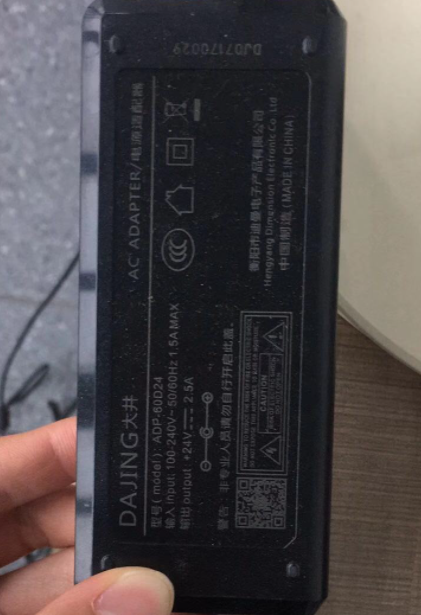 DAJING大井
AC ADAPTER/电源适配器
型号(model): ADP-60D24
输入input:100-240V~50/60Hz 1.5A MAX
输出output: +24V⎓2.5A
警告:非专业人员请勿自行开启此盖.
CAUTION
衡阳市迪曼电子产品有限公司
Hengyang Dimension Electronic Co. Ltd
中国制造(MADE IN CHINA)
DJ07170029